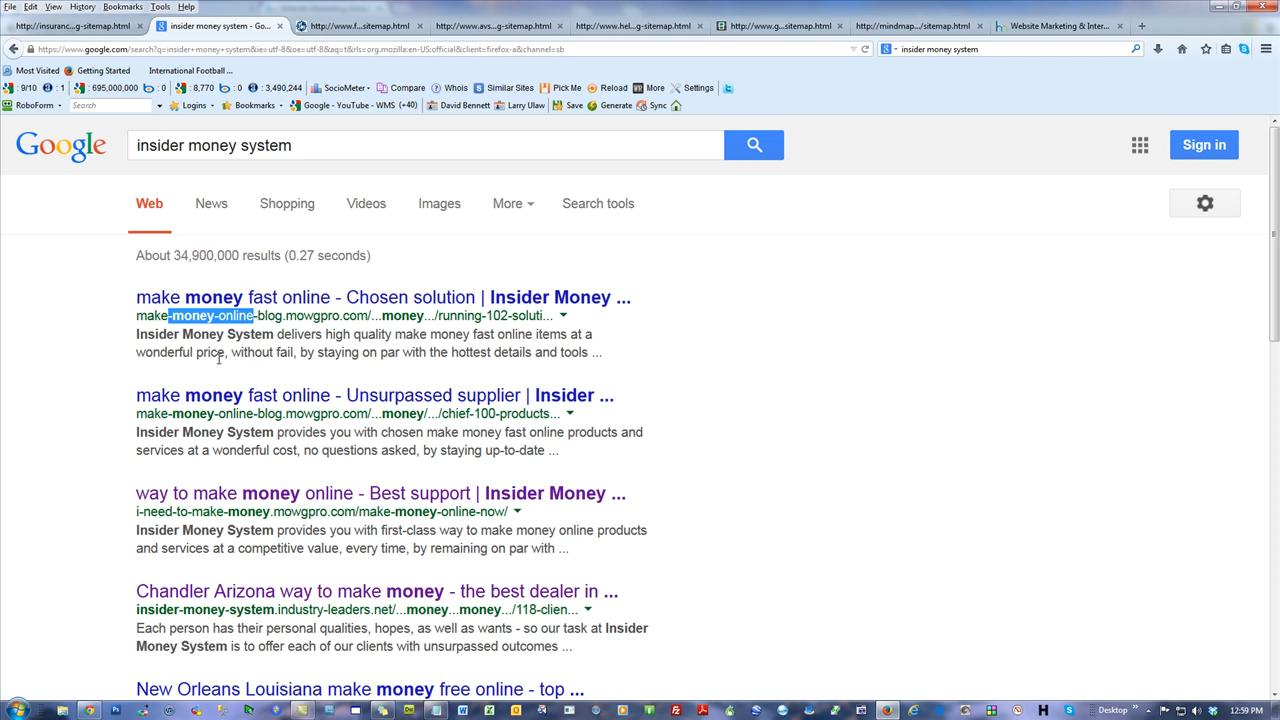 File Edit View History Bookmarks Tools Help
http://insuranc...g-sitemap.html insider money system - Go... http://www.f...sitemap.html http://www.avs...g-sitemap.html http://www.hel...g-sitemap.html http://www.g...sitemap.html http://mindmap.../sitemap.html Website Marketing & Inter...
https://www.google.com/search?q=insider+money+system&ie=utf-8&oe=utf-8&aq=t&rls=org.mozilla:en-US:official&client=firefox-a&channel=sb insider money system
Most Visited Getting Started International Football ...
: 9/10 : 1 : 695,000,000 : 0 : 8,770 : 0 : 3,490,244 SocioMeter Compare Whois Similar Sites Pick Me Reload More Settings
RoboForm Search Logins Bookmarks Google - YouTube - WMS (+40) David Bennett Larry Ulaw Save Generate Sync
Google insider money system Sign in
Web News Shopping Videos Images More Search tools
About 34,900,000 results (0.27 seconds)
make money fast online - Chosen solution | Insider Money ...
make-money-online-blog.mowgpro.com/...money.../running-102-soluti...
Insider Money System delivers high quality make money fast online items at a
wonderful price, without fail, by staying on par with the hottest details and tools ...
make money fast online - Unsurpassed supplier | Insider ...
make-money-online-blog.mowgpro.com/...money/.../chief-100-products...
Insider Money System provides you with chosen make money fast online products and
services at a wonderful cost, no questions asked, by staying up-to-date ...
way to make money online - Best support | Insider Money ...
i-need-to-make-money.mowgpro.com/make-money-online-now/
Insider Money System provides you with first-class way to make money online products
and services at a competitive value, every time, by remaining on par with ...
Chandler Arizona way to make money - the best dealer in ...
insider-money-system.industry-leaders.net/...money...money.../118-clien...
Each person has their personal qualities, hopes, as well as wants - so our task at Insider
Money System is to offer each of our clients with unsurpassed outcomes ...
New Orleans Louisiana make money free online - top ...
Desktop 12:59 PM